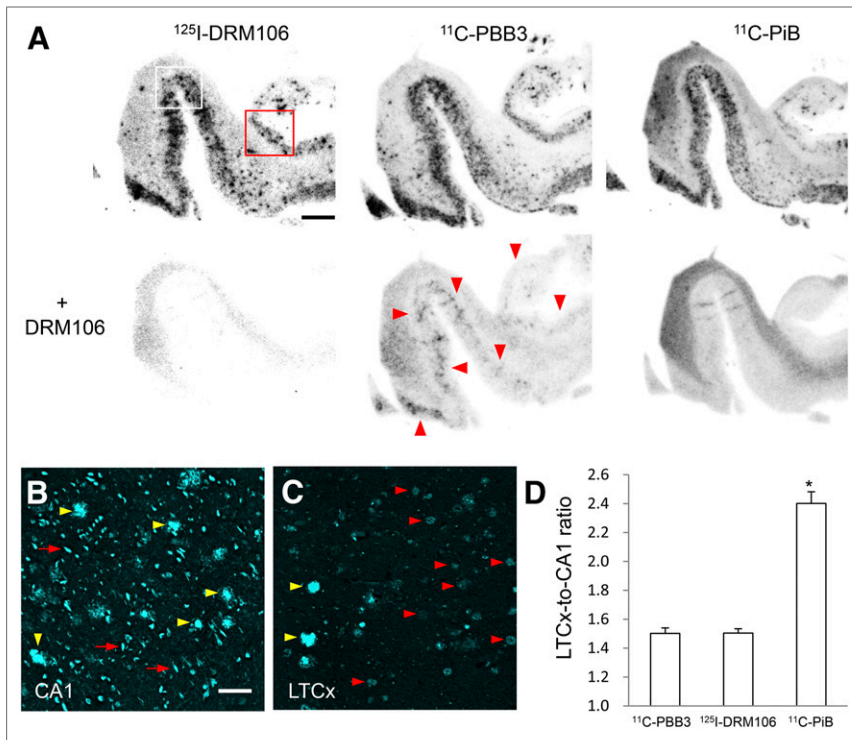 A
¹²⁵I-DRM106
¹¹C-PBB3
¹¹C-PiB
+
DRM106
B
CA1
C
LTCx
D
LTCx-to-CA1 ratio
2.6
2.4
2.2
2.0
1.8
1.6
1.4
1.2
1.0
*
¹¹C-PBB3
¹²⁵I-DRM106
¹¹C-PiB